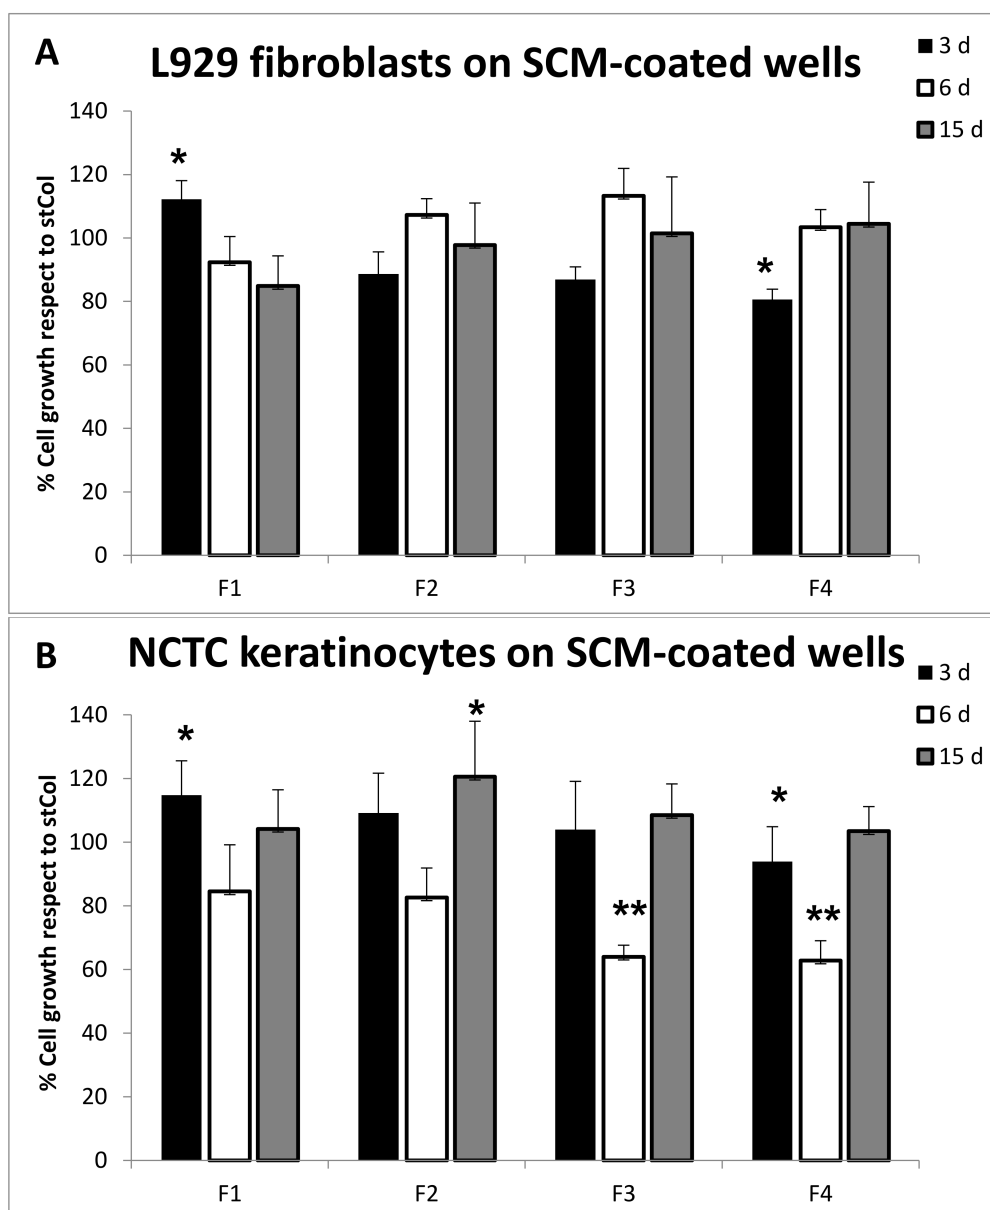 A
L929 fibroblasts on SCM-coated wells
3 d
6 d
15 d
% Cell growth respect to stCol
140
120
100
80
60
40
20
0
*
*
F1
F2
F3
F4
B
NCTC keratinocytes on SCM-coated wells
3 d
6 d
15 d
% Cell growth respect to stCol
140
120
100
80
60
40
20
0
*
*
**
*
**
F1
F2
F3
F4